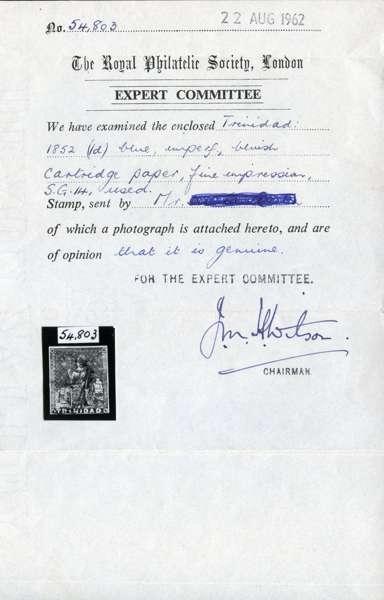 22 AUG 1962
No. 54,803
The Royal Philatelic Society, London
EXPERT COMMITTEE
We have examined the enclosed Trinidad:
1852 (1d) blue, imperf, bluish
Cartridge paper, fine impression,
S.G. 14, used.
Stamp, sent by Mr.
of which a photograph is attached hereto, and are
of opinion that it is genuine.
FOR THE EXPERT COMMITTEE.
CHAIRMAN
54,803
TRINIDAD